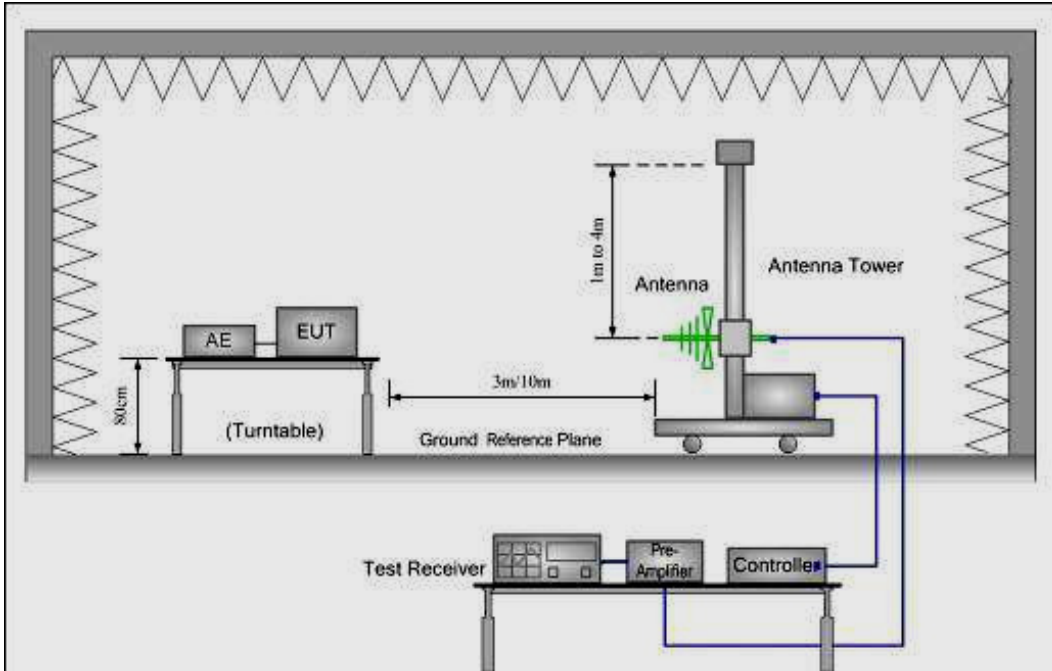 1m to 4m
Antenna Tower
Antenna
AE
EUT
3m/10m
80cm
(Turntable)
Ground Reference Plane
Test Receiver
Pre-
Amplifier
Controller